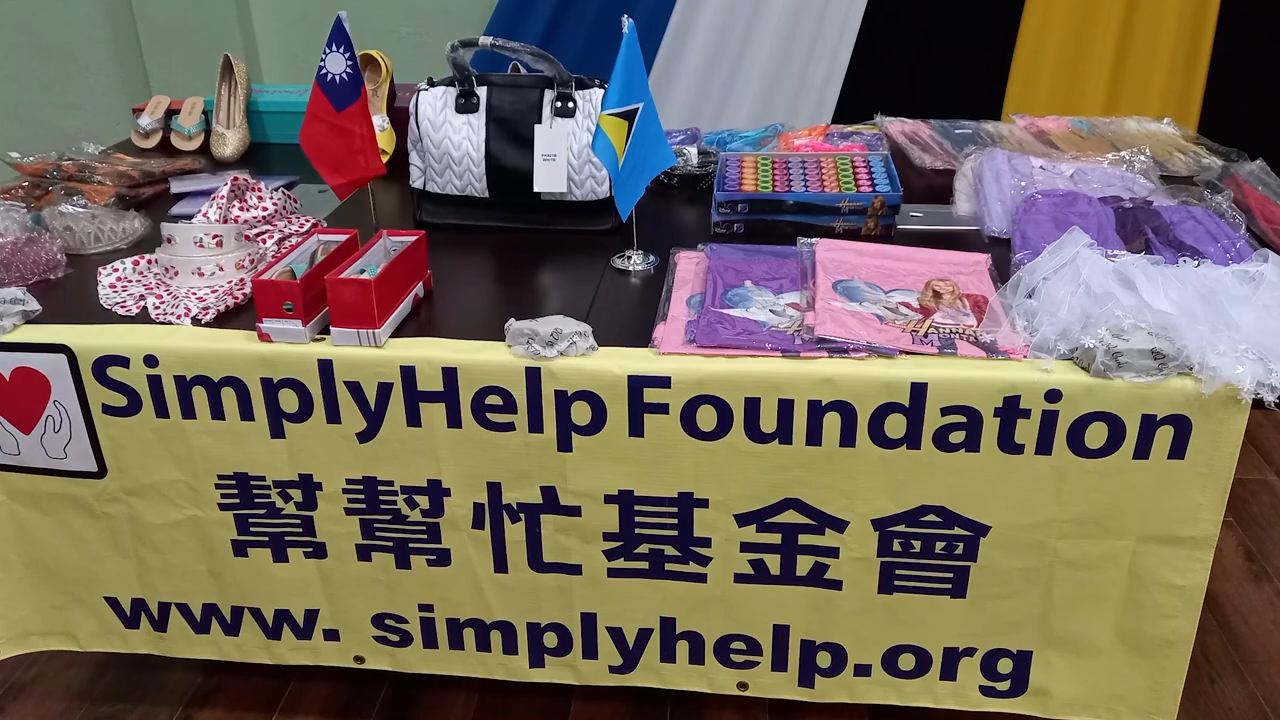 SimplyHelp Foundation
幫幫忙基金會
www. simplyhelp.org